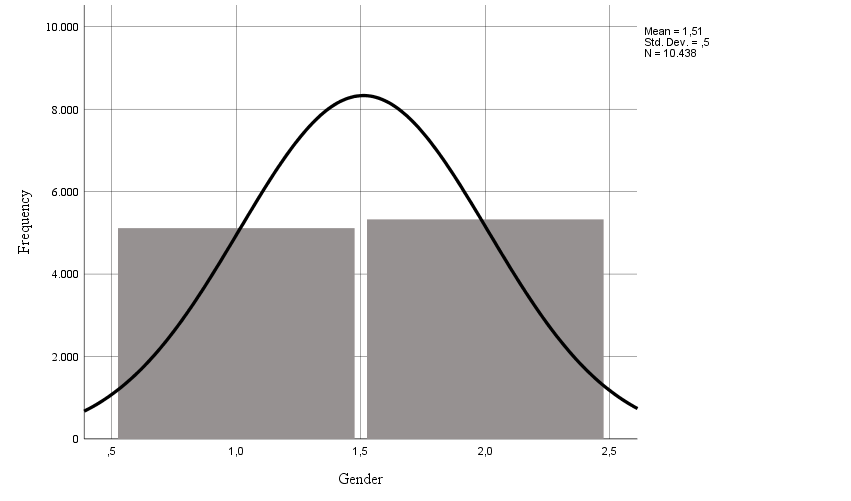 10.000
8.000
6.000
4.000
2.000
0
Frequency
,5
1,0
1,5
2,0
2,5
Gender
Mean = 1,51
Std. Dev. = ,5
N = 10.438